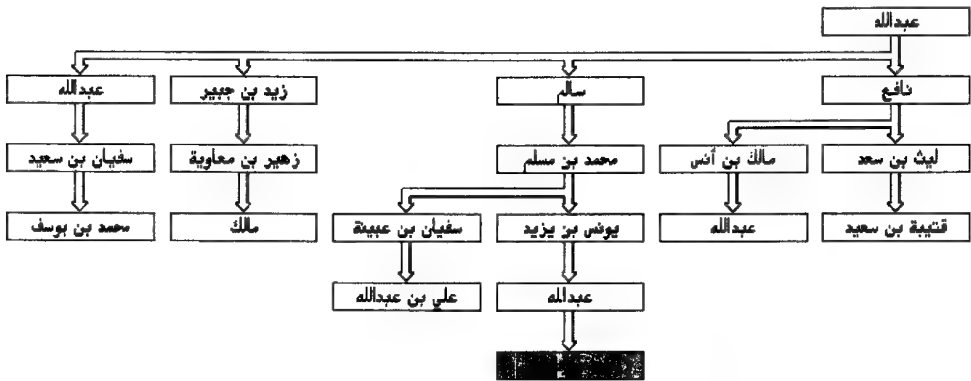 عبدالله
نافع
سالم
زيد بن جبير
عبدالله
ليث بن سعد
مالك بن أنس
محمد بن مسلم
زهير بن معاوية
سفيان بن سعيد
قتيبة بن سعيد
عبدالله
يونس بن يزيد
سفيان بن عيينة
مالك
محمد بن يوسف
عبدالله
علي بن عبدالله